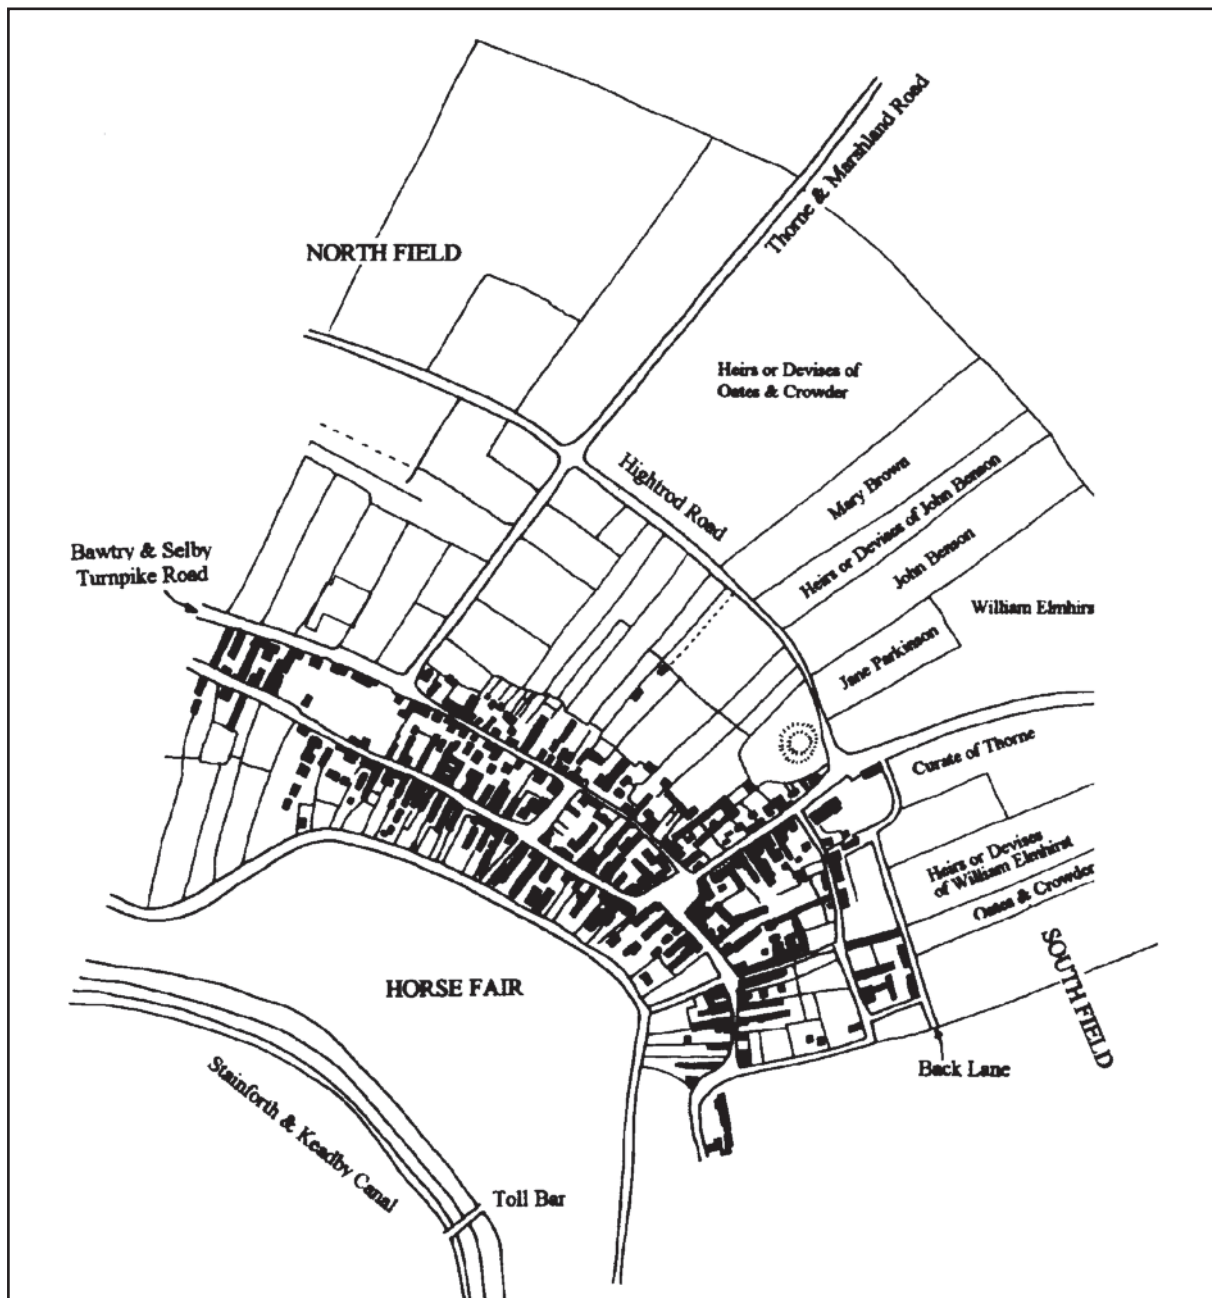 Thorne & Marshland Road
NORTH FIELD
Heirs or Devises of
Oates & Crowder
Hightrod Road
Mary Brown
Heirs or Devises of John Benson
John Benson
Bawtry & Selby
Turnpike Road
William Elmhirs
Jane Parkinson
Curate of Thorne
Heirs or Devises
of William Elmhirst
Oates & Crowder
SOUTH FIELD
HORSE FAIR
Back Lane
Stainforth & Keadby Canal
Toll Bar